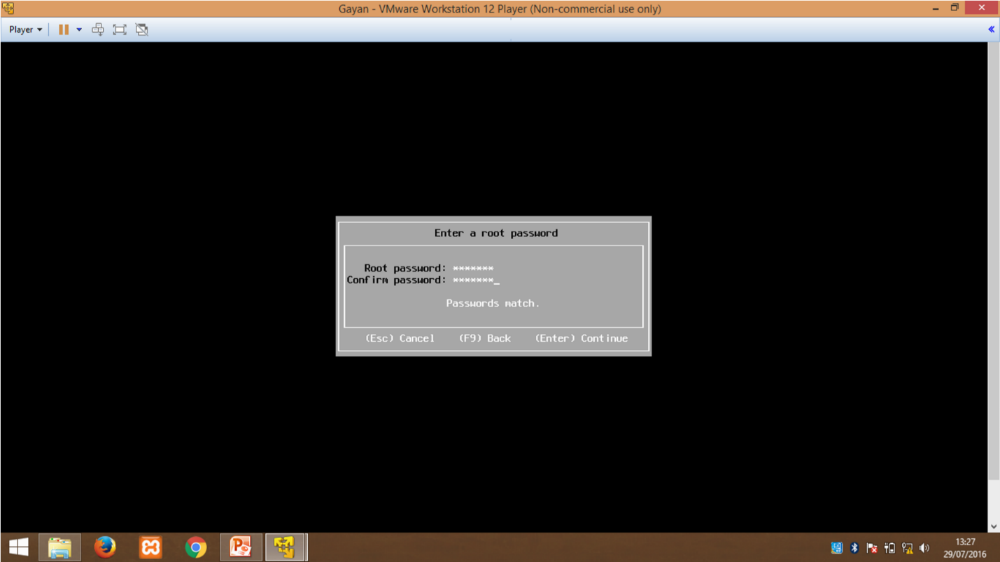 Gayan - VMware Workstation 12 Player (Non-commercial use only)
Player
Enter a root password
Root password: *******
Confirm password: *******_
Passwords match.
(Esc) Cancel (F9) Back (Enter) Continue
13:27
29/07/2016